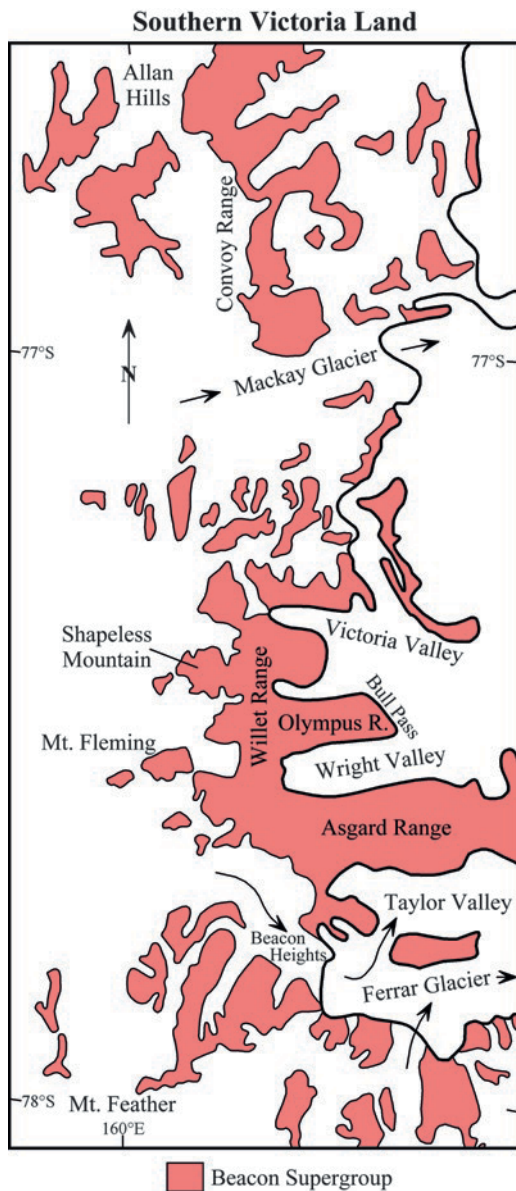 Southern Victoria Land
Allan
Hills
Convoy Range
77°S
N
Mackay Glacier
77°S
Shapeless
Mountain
Victoria Valley
Willet Range
Bull Pass
Olympus R.
Mt. Fleming
Wright Valley
Asgard Range
Taylor Valley
Beacon
Heights
Ferrar Glacier
78°S
Mt. Feather
160°E
Beacon Supergroup